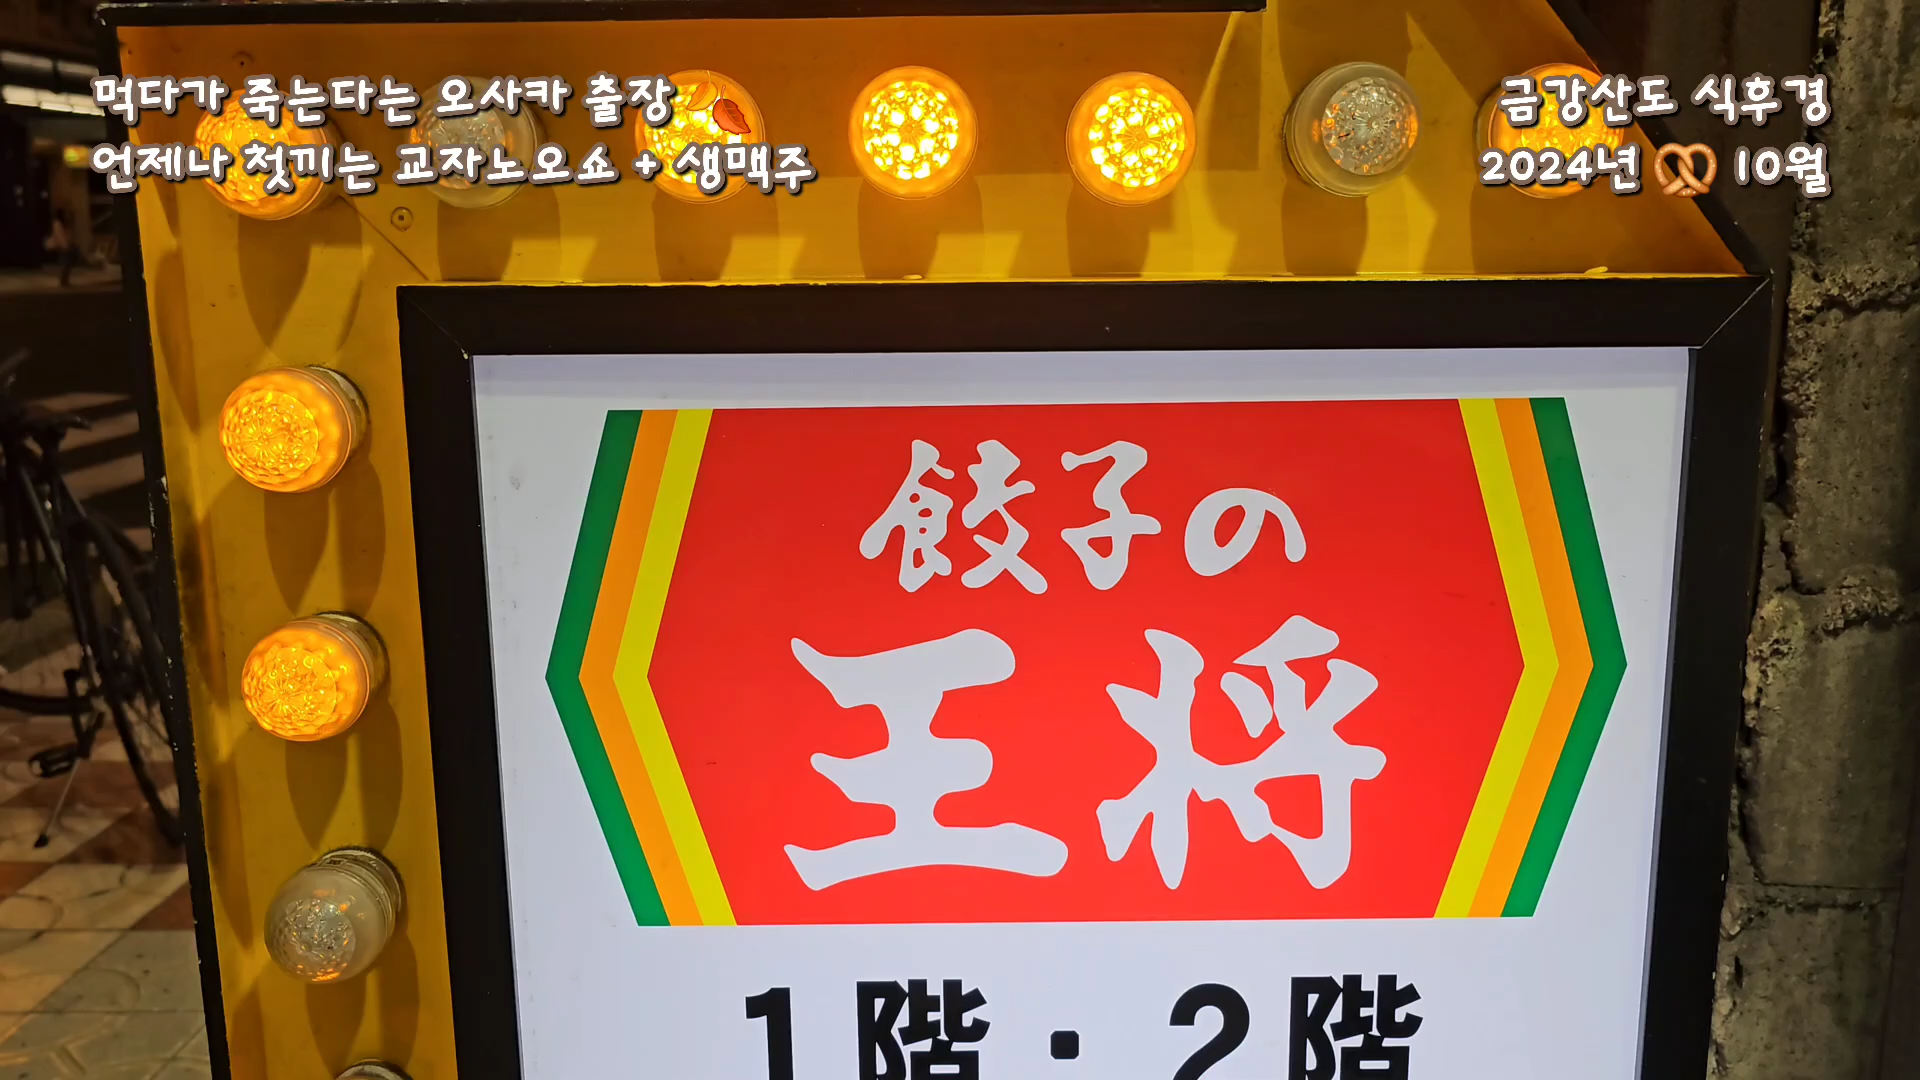 먹다가 죽는다는 오사카 출장🍂
언제나 첫끼는 교자노오쇼 + 생맥주
금강산도 식후경
2024년 🥨 10월
餃子の
王将
1階・2階